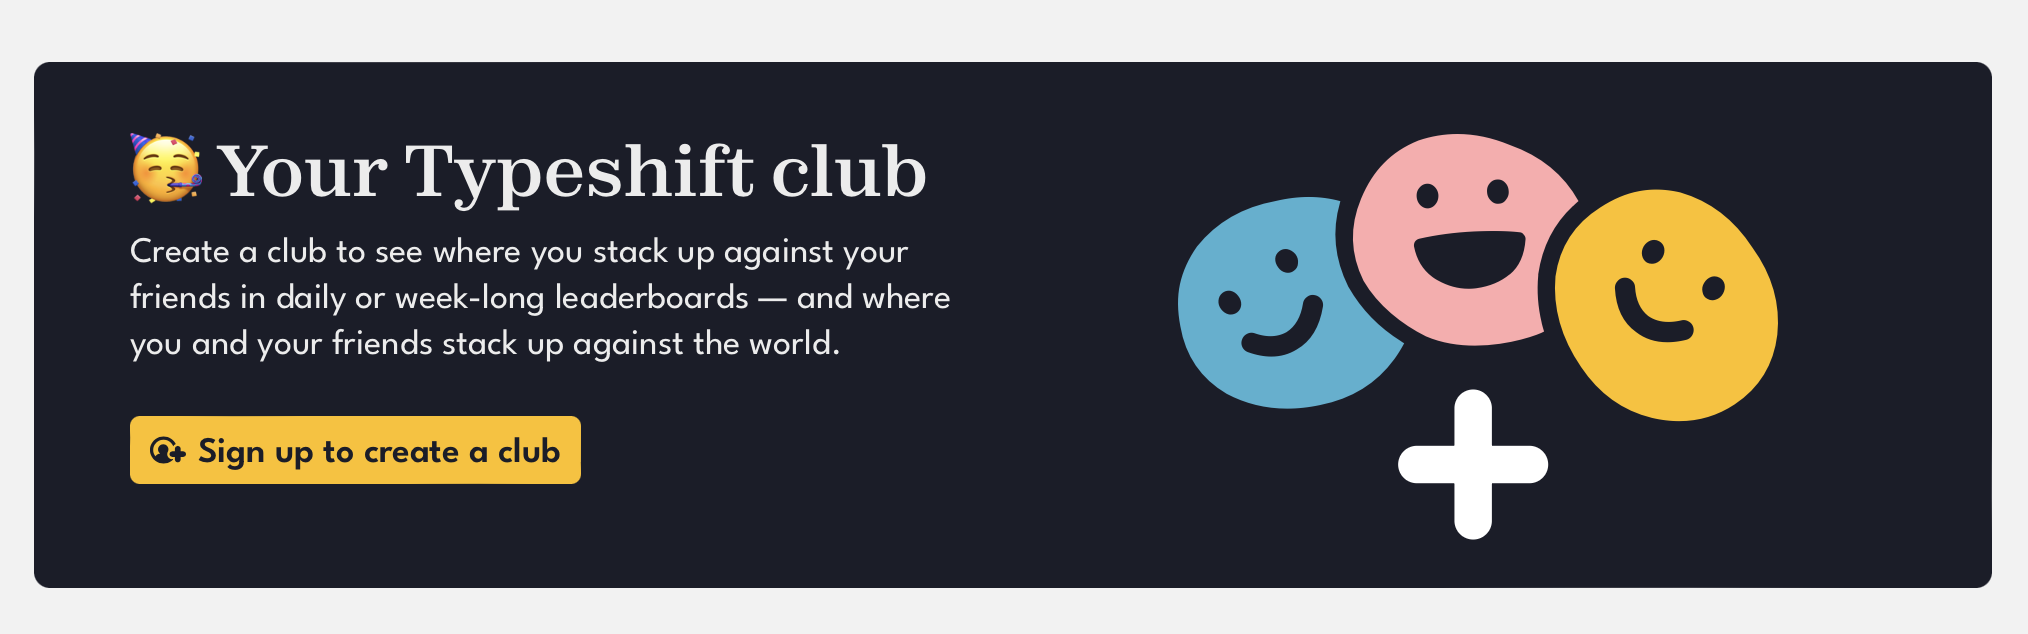 🥳 Your Typeshift club
Create a club to see where you stack up against your
friends in daily or week-long leaderboards — and where
you and your friends stack up against the world.
Sign up to create a club